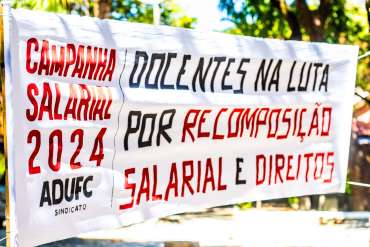 CAMPANHA
SALARIAL
2024
ADUFC
SINDICATO
DOCENTES NA LUTA
POR RECOMPOSIÇÃO
SALARIAL E DIREITOS